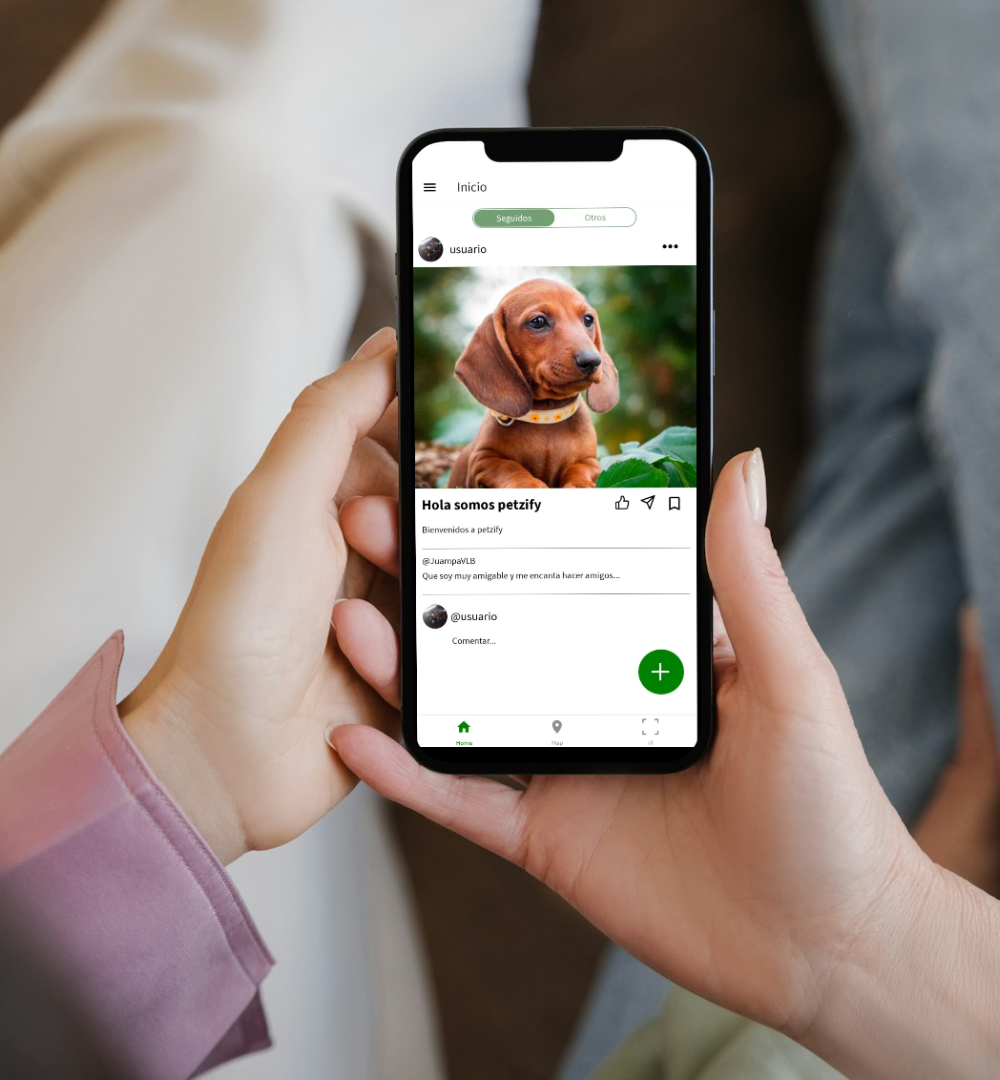 Inicio
Seguidos Otros
usuario
Hola somos petzify
Bienvenidos a petzify
@JuampaVLB
Que soy muy amigable y me encanta hacer amigos...
@usuario
Comentar...
Home Map IA